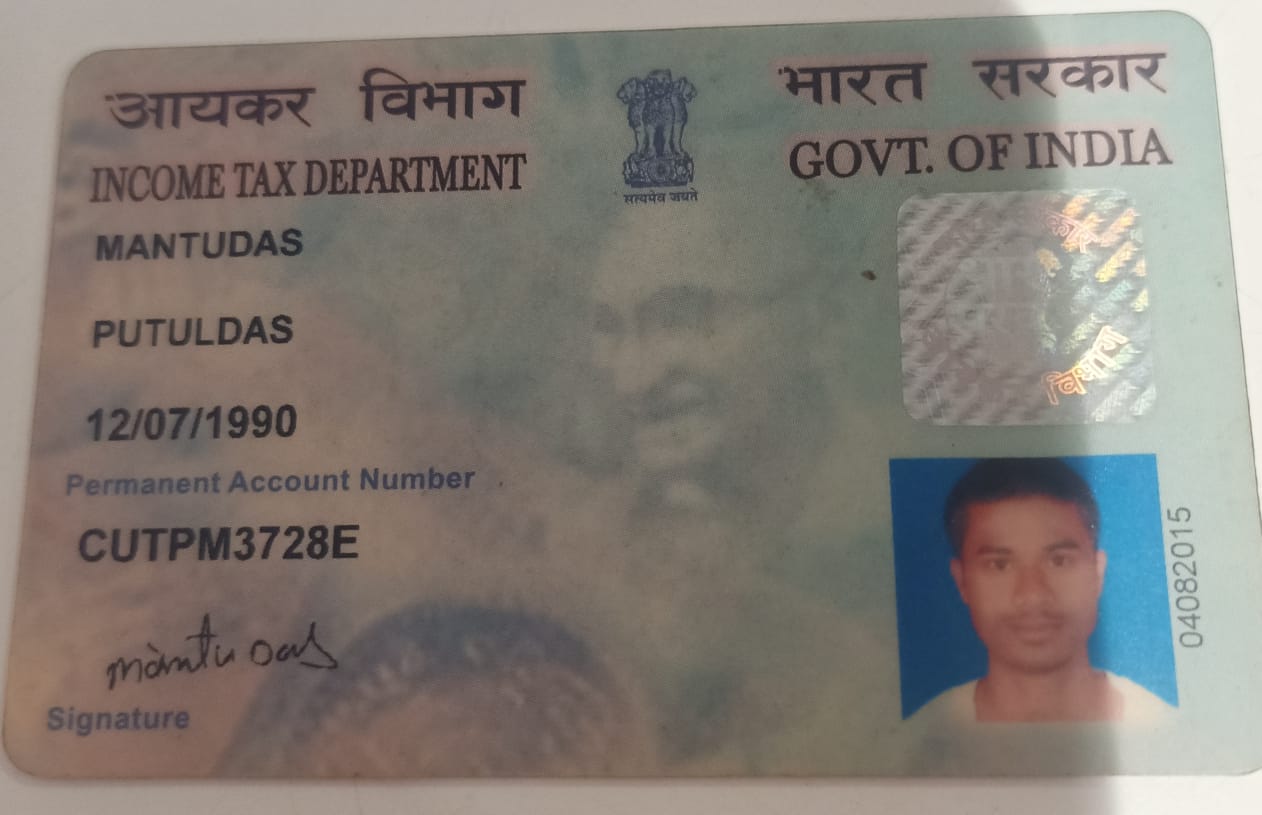 आयकर विभाग
INCOME TAX DEPARTMENT
सत्यमेव जयते
भारत सरकार
GOVT. OF INDIA
MANTUDAS
PUTULDAS
12/07/1990
Permanent Account Number
CUTPM3728E
mantu Das
Signature
विभाग
04082015